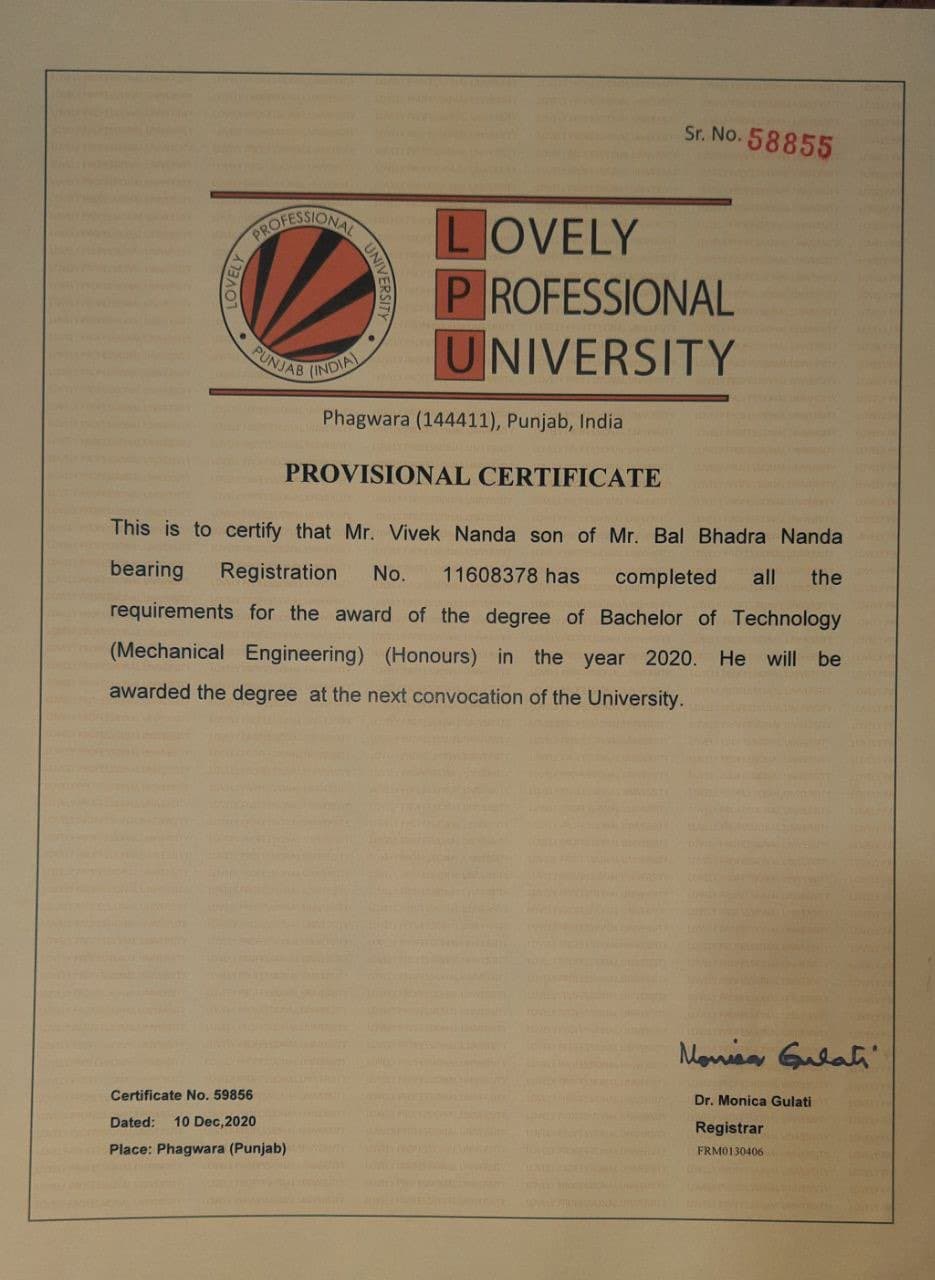 Sr. No. 58855
LOVELY PROFESSIONAL UNIVERSITY
PUNJAB (INDIA)
LOVELY
PROFESSIONAL
UNIVERSITY
Phagwara (144411), Punjab, India
PROVISIONAL CERTIFICATE
This is to certify that Mr. Vivek Nanda son of Mr. Bal Bhadra Nanda
bearing Registration No. 11608378 has completed all the
requirements for the award of the degree of Bachelor of Technology
(Mechanical Engineering) (Honours) in the year 2020. He will be
awarded the degree at the next convocation of the University.
Monica Gulati
Certificate No. 59856
Dated: 10 Dec,2020
Place: Phagwara (Punjab)
Dr. Monica Gulati
Registrar
FRM0130406